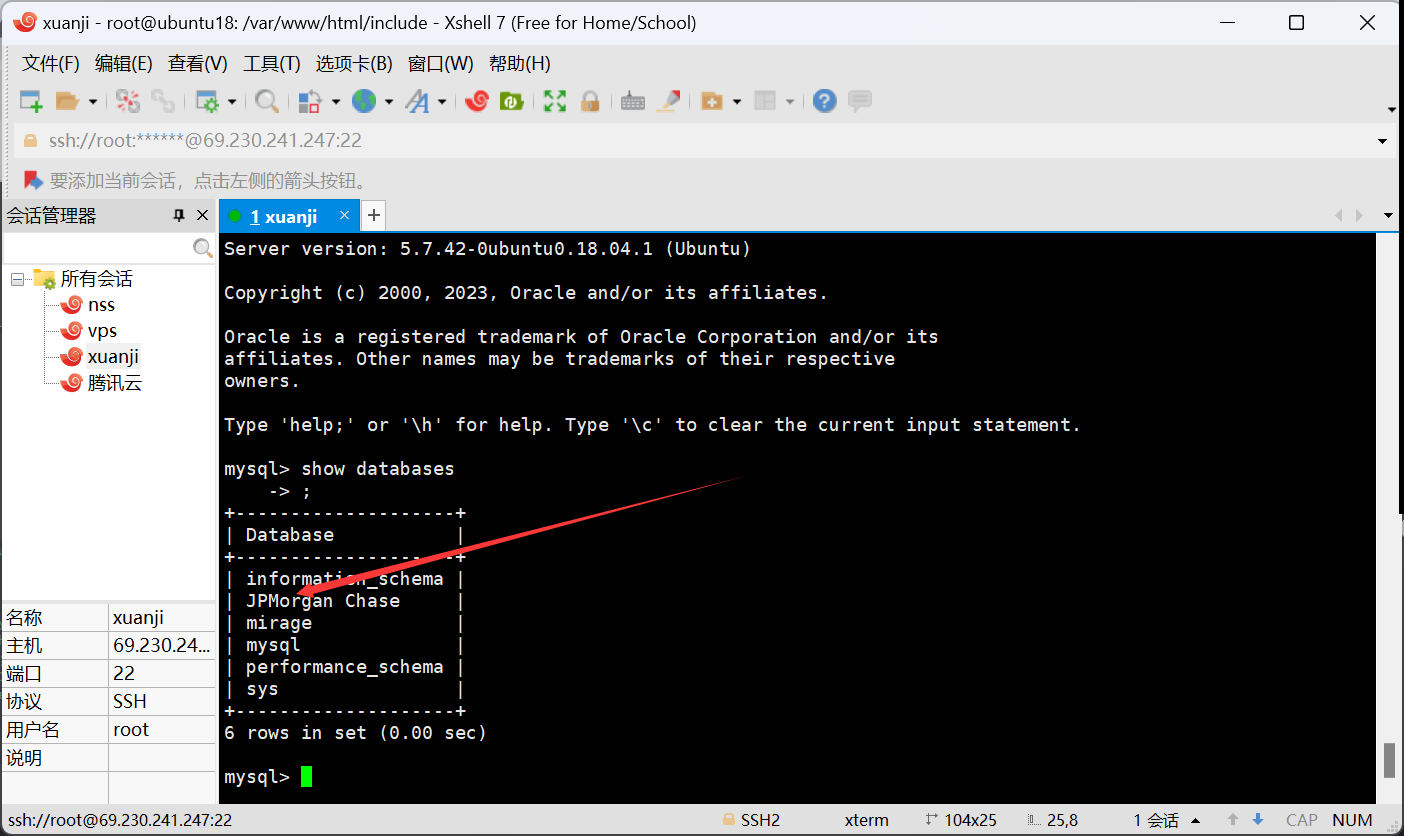 xuanji - root@ubuntu18: /var/www/html/include - Xshell 7 (Free for Home/School)
文件(F) 编辑(E) 查看(V) 工具(T) 选项卡(B) 窗口(W) 帮助(H)
ssh://root:******@69.230.241.247:22
要添加当前会话，点击左侧的箭头按钮。
会话管理器
所有会话
nss
vps
xuanji
腾讯云
名称 xuanji
主机 69.230.24...
端口 22
协议 SSH
用户名 root
说明
1 xuanji
Server version: 5.7.42-0ubuntu0.18.04.1 (Ubuntu)
Copyright (c) 2000, 2023, Oracle and/or its affiliates.
Oracle is a registered trademark of Oracle Corporation and/or its
affiliates. Other names may be trademarks of their respective
owners.
Type 'help;' or '\h' for help. Type '\c' to clear the current input statement.
mysql> show databases
    -> ;
+--------------------+
| Database           |
+--------------------+
| information_schema |
| JPMorgan Chase     |
| mirage             |
| mysql              |
| performance_schema |
| sys                |
+--------------------+
6 rows in set (0.00 sec)
mysql>
ssh://root@69.230.241.247:22 SSH2 xterm 104x25 25,8 1 会话 CAP NUM